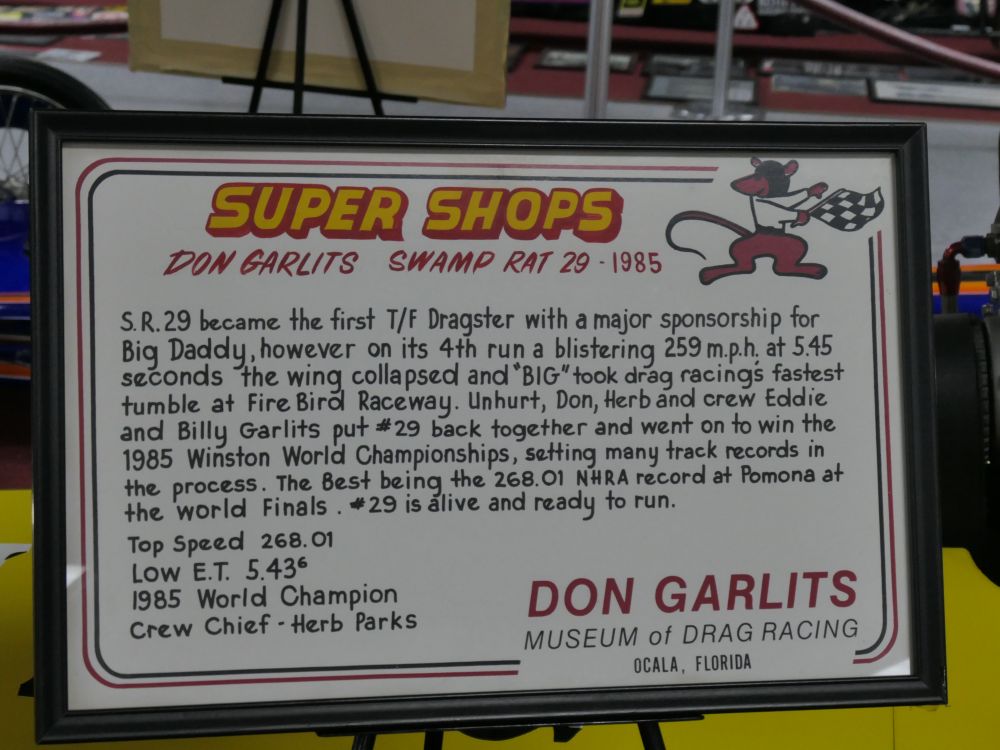 SUPER SHOPS
DON GARLITS SWAMP RAT 29 - 1985
S.R.29 became the first T/F Dragster with a major sponsorship for
Big Daddy, however on its 4th run a blistering 259 m.p.h. at 5.45
seconds the wing collapsed and "BIG" took drag racing's fastest
tumble at Fire Bird Raceway. Unhurt, Don, Herb and crew Eddie
and Billy Garlits put #29 back together and went on to win the
1985 Winston World Championships, setting many track records in
the process. The Best being the 268.01 NHRA record at Pomona at
the world Finals. #29 is alive and ready to run.
Top Speed 268.01
Low E.T. 5.43⁶
1985 World Champion
Crew Chief - Herb Parks
DON GARLITS
MUSEUM of DRAG RACING
OCALA, FLORIDA